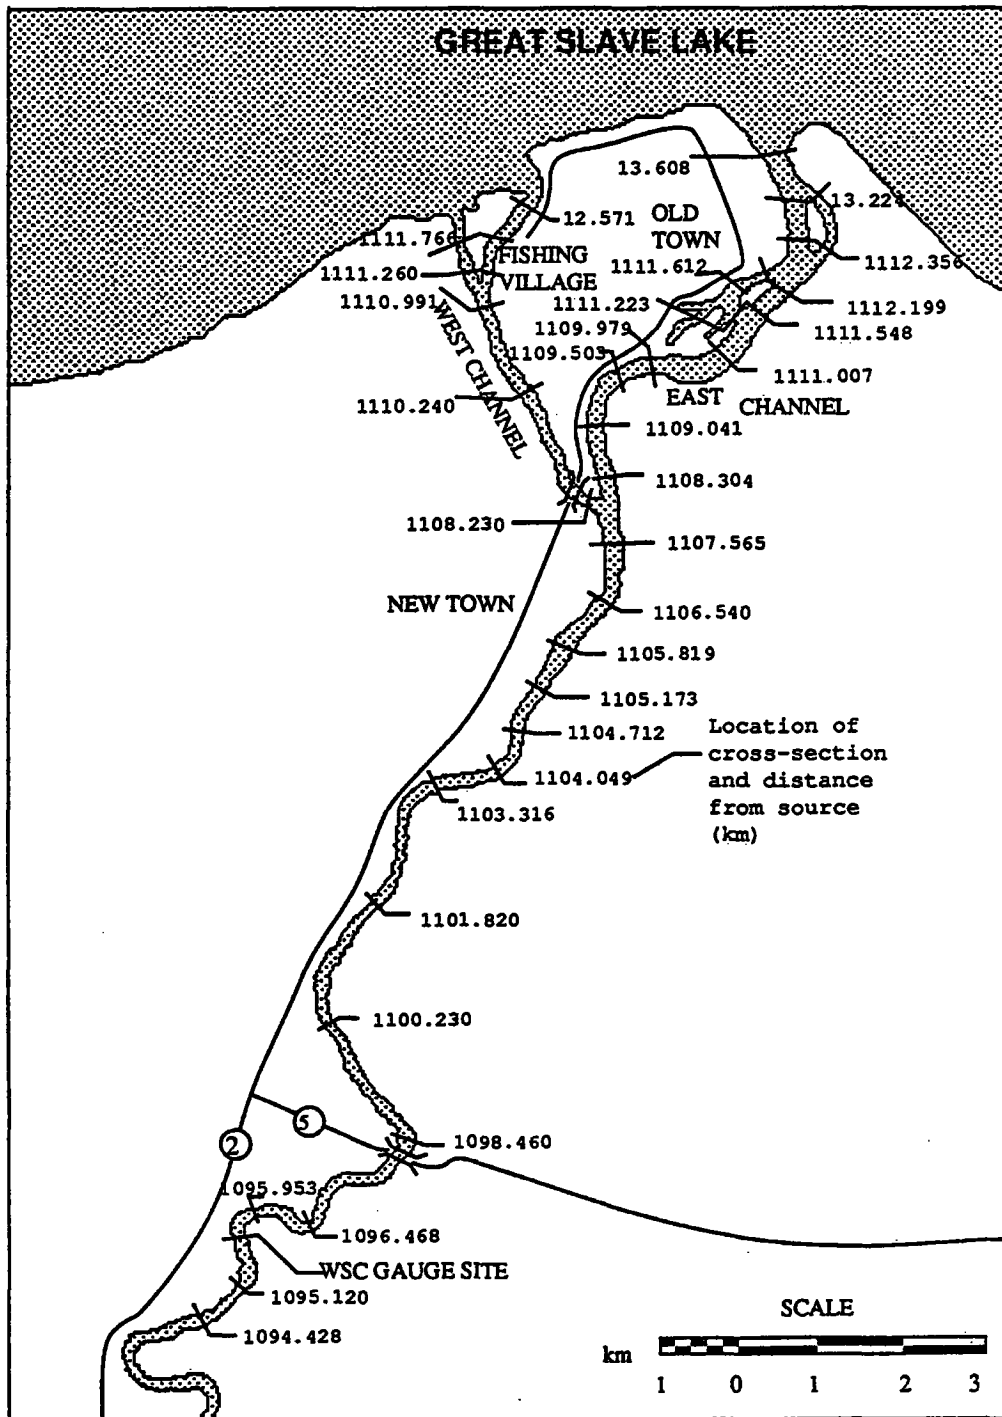 GREAT SLAVE LAKE
13.608
13.224
12.571
OLD
TOWN
1111.766
FISHING
VILLAGE
1111.612
1112.356
1111.260
1110.991
1111.223
1112.199
1109.979
1111.548
1109.503
WEST CHANNEL
1111.007
1110.240
EAST CHANNEL
1109.041
1108.304
1108.230
1107.565
NEW TOWN
1106.540
1105.819
1105.173
1104.712
Location of
cross-section
and distance
from source
(km)
1104.049
1103.316
1101.820
1100.230
5
2
1098.460
1095.953
1096.468
WSC GAUGE SITE
1095.120
1094.428
SCALE
km
1 0 1 2 3